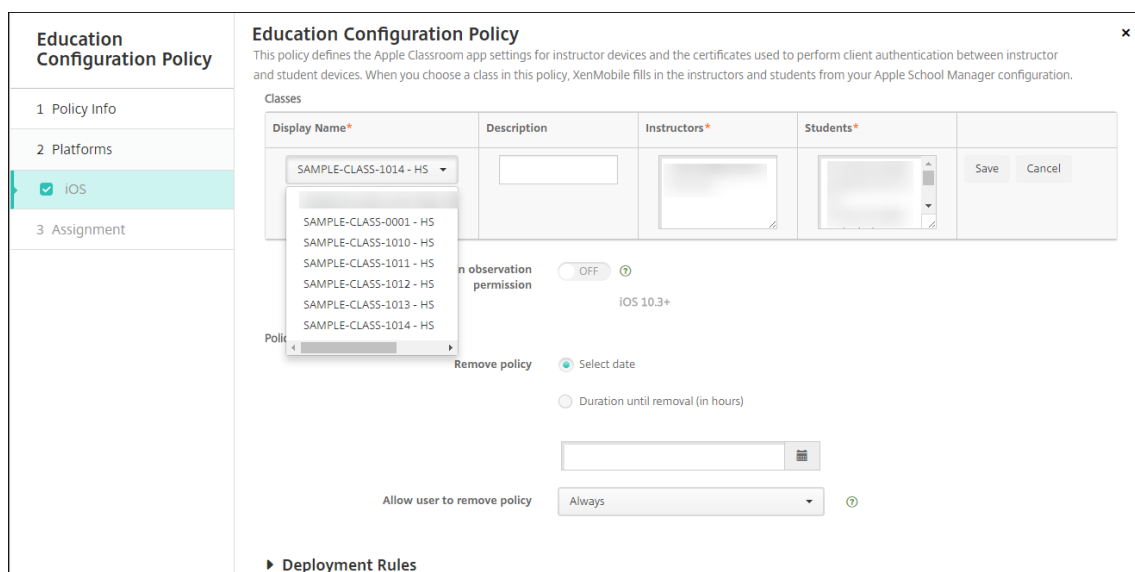 Education
Configuration Policy
1 Policy Info
2 Platforms
iOS
3 Assignment
Education Configuration Policy
×
This policy defines the Apple Classroom app settings for instructor devices and the certificates used to perform client authentication between instructor
and student devices. When you choose a class in this policy, XenMobile fills in the instructors and students from your Apple School Manager configuration.
Classes
Display Name*
Description
Instructors*
Students*
SAMPLE-CLASS-1014 - HS
Save
Cancel
SAMPLE-CLASS-0001 - HS
SAMPLE-CLASS-1010 - HS
SAMPLE-CLASS-1011 - HS
SAMPLE-CLASS-1012 - HS
SAMPLE-CLASS-1013 - HS
SAMPLE-CLASS-1014 - HS
n observation
permission
OFF
iOS 10.3+
Polic
Remove policy
Select date
Duration until removal (in hours)
Allow user to remove policy
Always
Deployment Rules